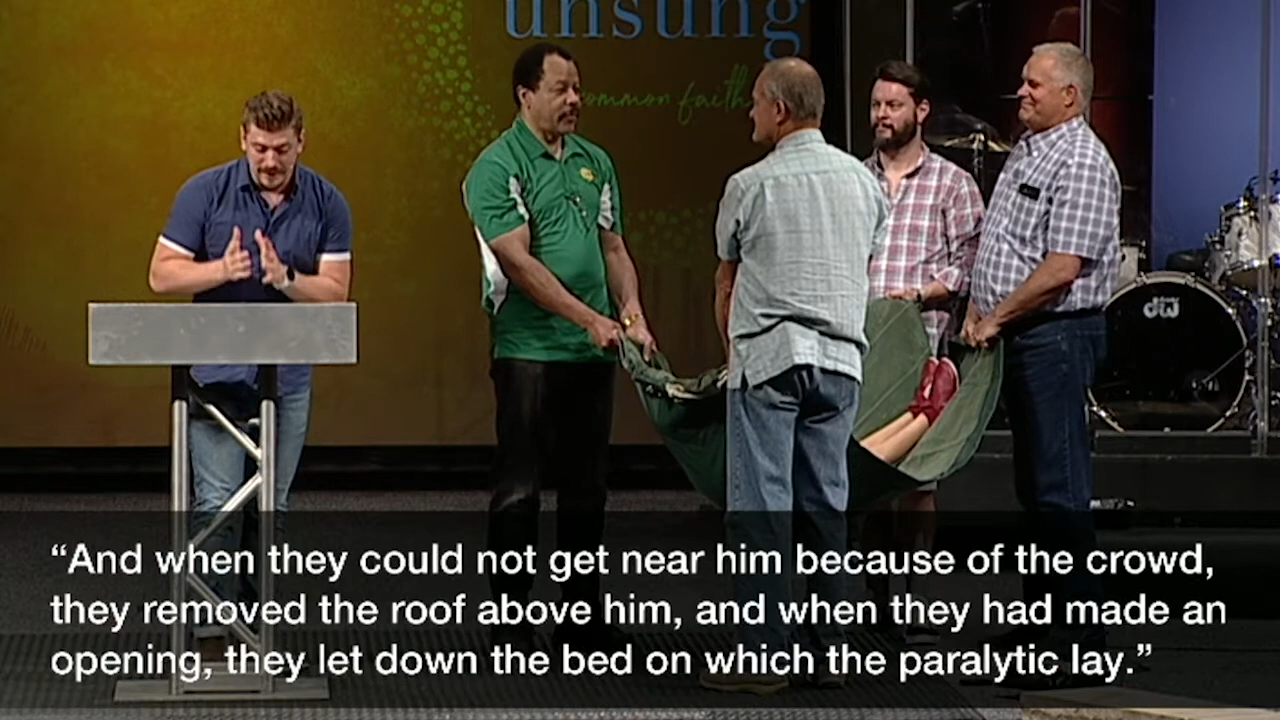 unsung
common faith
dw
“And when they could not get near him because of the crowd,
they removed the roof above him, and when they had made an
opening, they let down the bed on which the paralytic lay.”